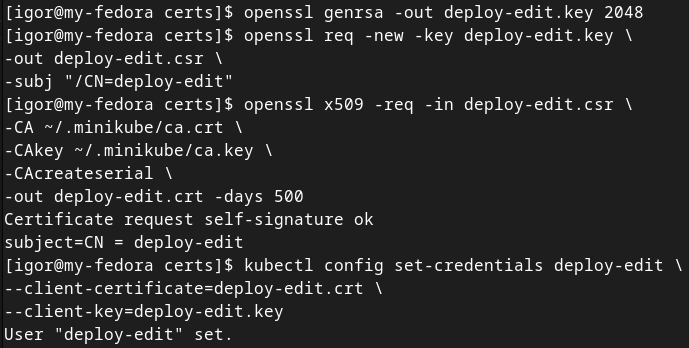 [igor@my-fedora certs]$ openssl genrsa -out deploy-edit.key 2048
[igor@my-fedora certs]$ openssl req -new -key deploy-edit.key \
-out deploy-edit.csr \
-subj "/CN=deploy-edit"
[igor@my-fedora certs]$ openssl x509 -req -in deploy-edit.csr \
-CA ~/.minikube/ca.crt \
-CAkey ~/.minikube/ca.key \
-CAcreateserial \
-out deploy-edit.crt -days 500
Certificate request self-signature ok
subject=CN = deploy-edit
[igor@my-fedora certs]$ kubectl config set-credentials deploy-edit \
--client-certificate=deploy-edit.crt \
--client-key=deploy-edit.key
User "deploy-edit" set.